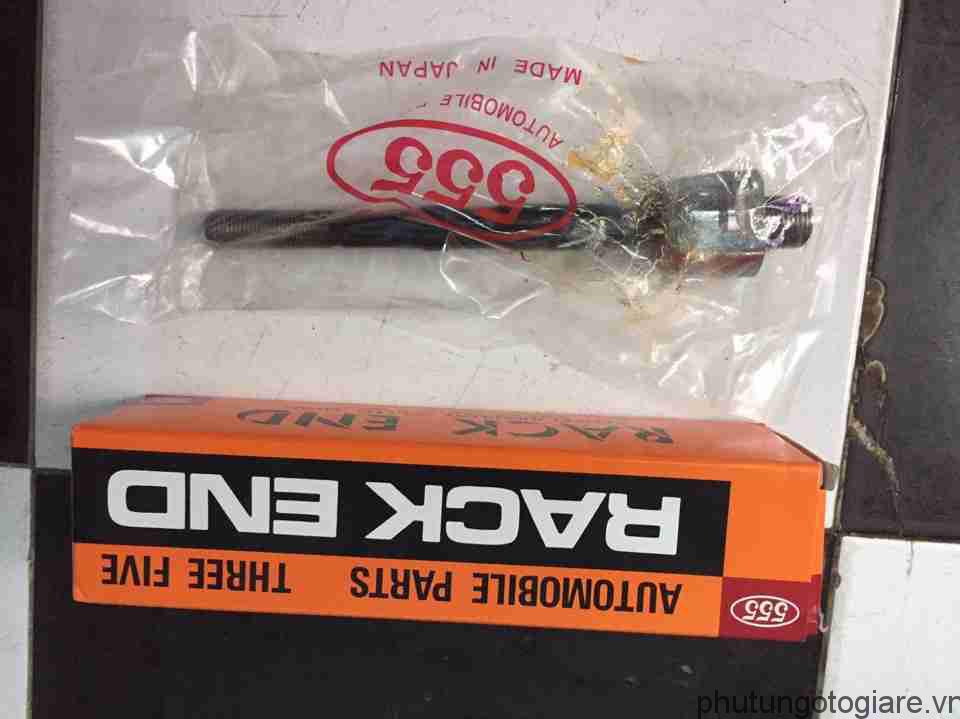 MADE IN JAPAN
AUTOMOBILE
555
RACK END
RACK END
AUTOMOBILE PARTS THREE FIVE
555
phutungotogiare.vn